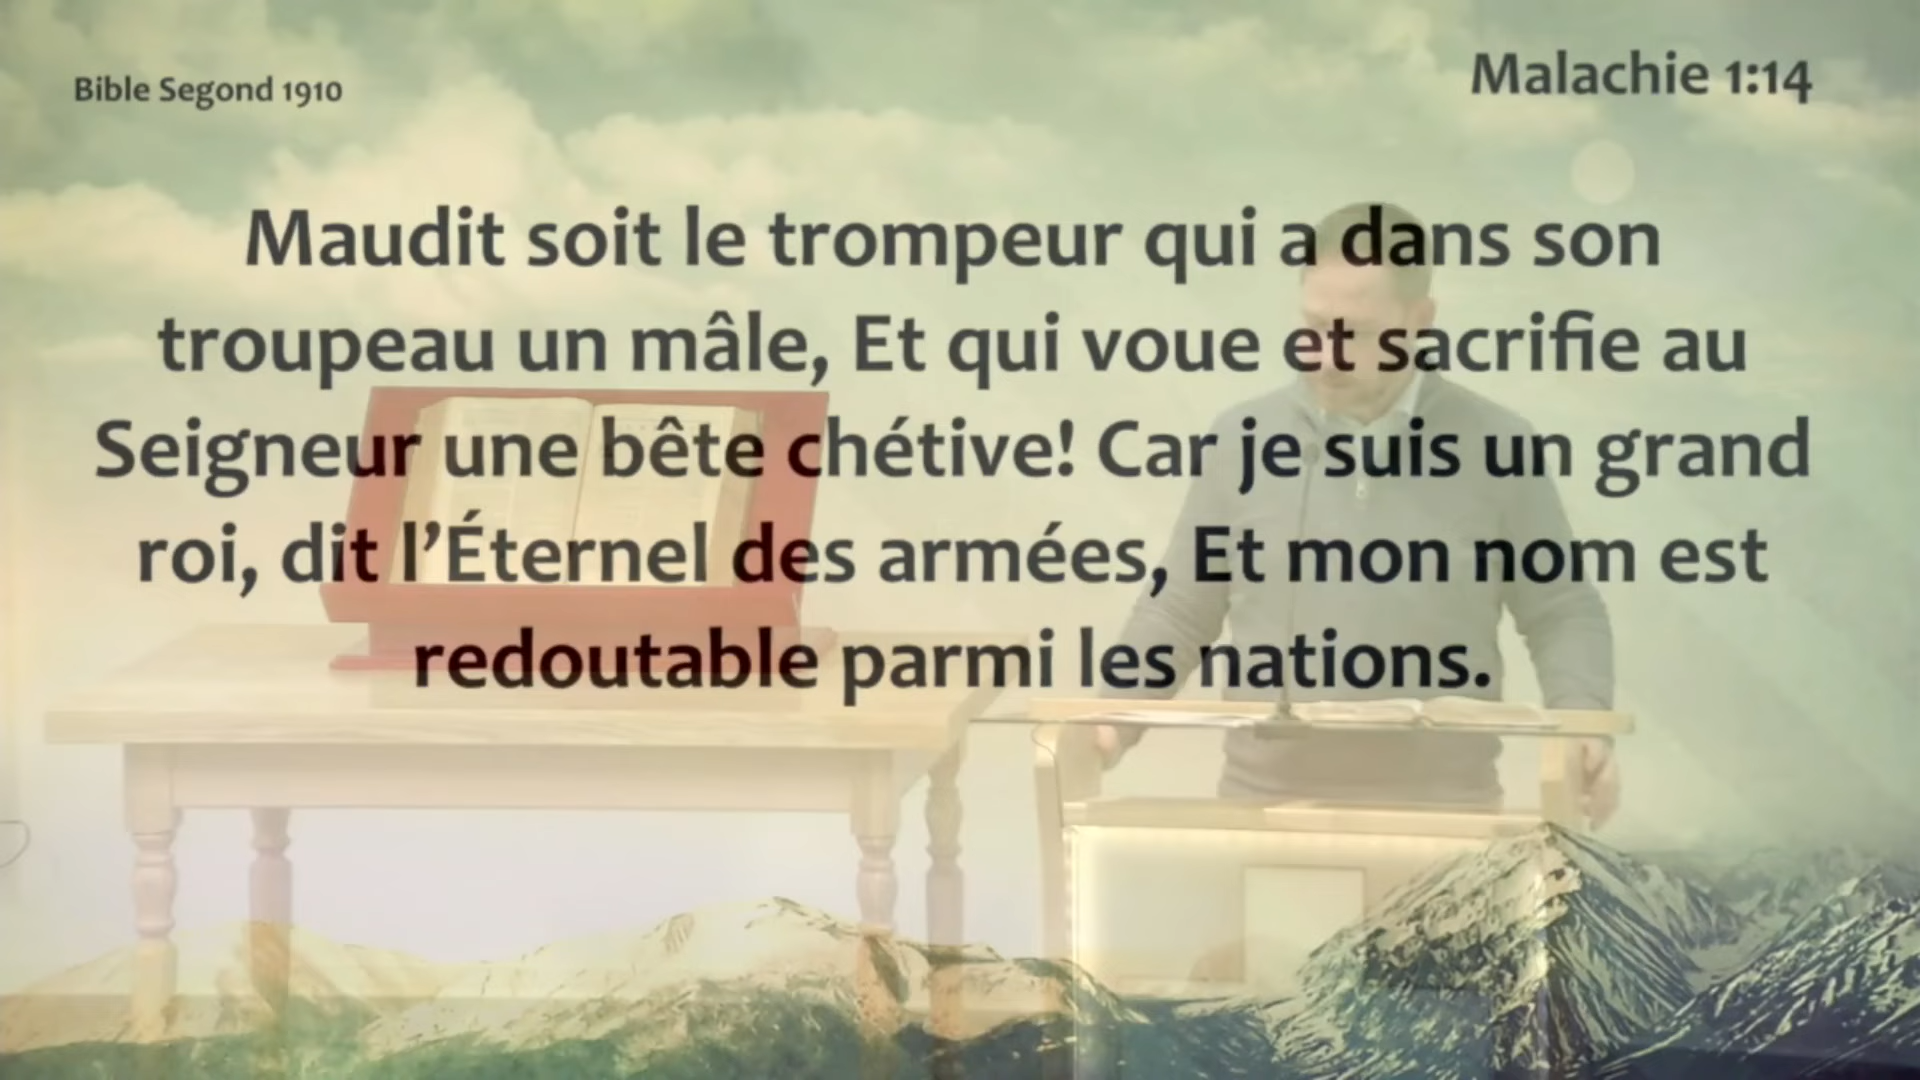 Bible Segond 1910
Malachie 1:14
Maudit soit le trompeur qui a dans son
troupeau un mâle, Et qui voue et sacrifie au
Seigneur une bête chétive! Car je suis un grand
roi, dit l’Éternel des armées, Et mon nom est
redoutable parmi les nations.